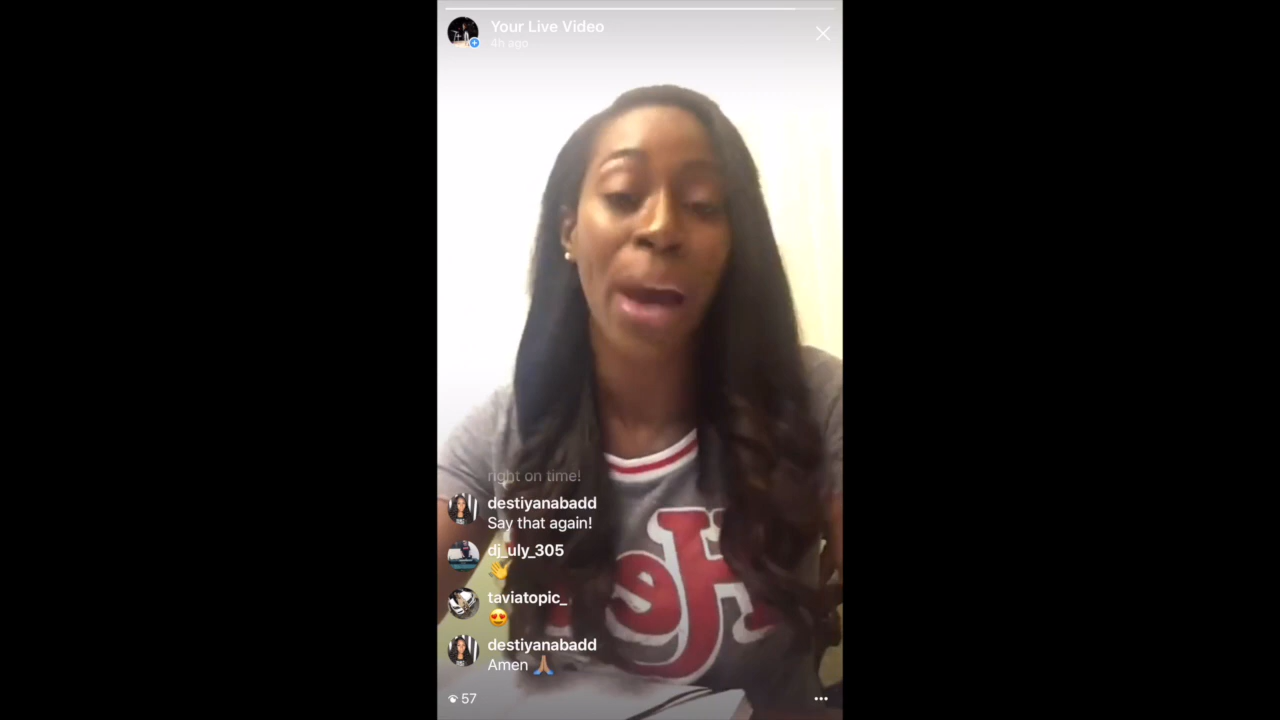 Your Live Video
4h ago
right on time!
destiyanabadd
Say that again!
dj_uly_305
👋
taviatopic_
😍
destiyanabadd
Amen 🙏
57